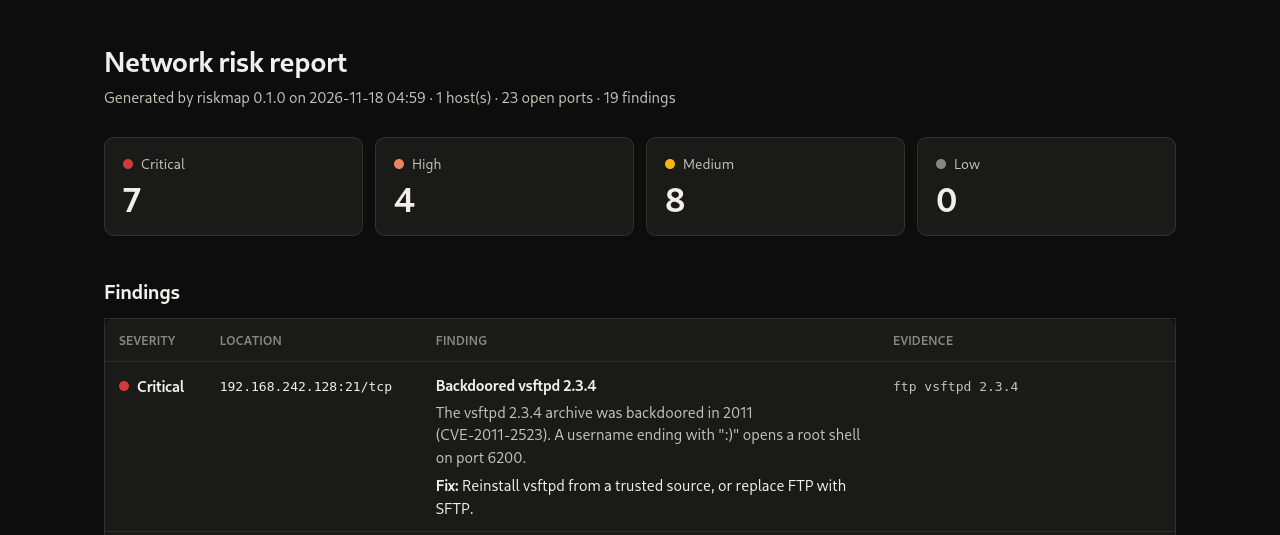 Network risk report
Generated by riskmap 0.1.0 on 2026-11-18 04:59 · 1 host(s) · 23 open ports · 19 findings
Critical
High
Medium
Low
7
4
8
0
Findings
SEVERITY LOCATION FINDING EVIDENCE
Critical 192.168.242.128:21/tcp Backdoored vsftpd 2.3.4 ftp vsftpd 2.3.4
The vsftpd 2.3.4 archive was backdoored in 2011
(CVE-2011-2523). A username ending with ":)" opens a root shell
on port 6200.
Fix: Reinstall vsftpd from a trusted source, or replace FTP with
SFTP.